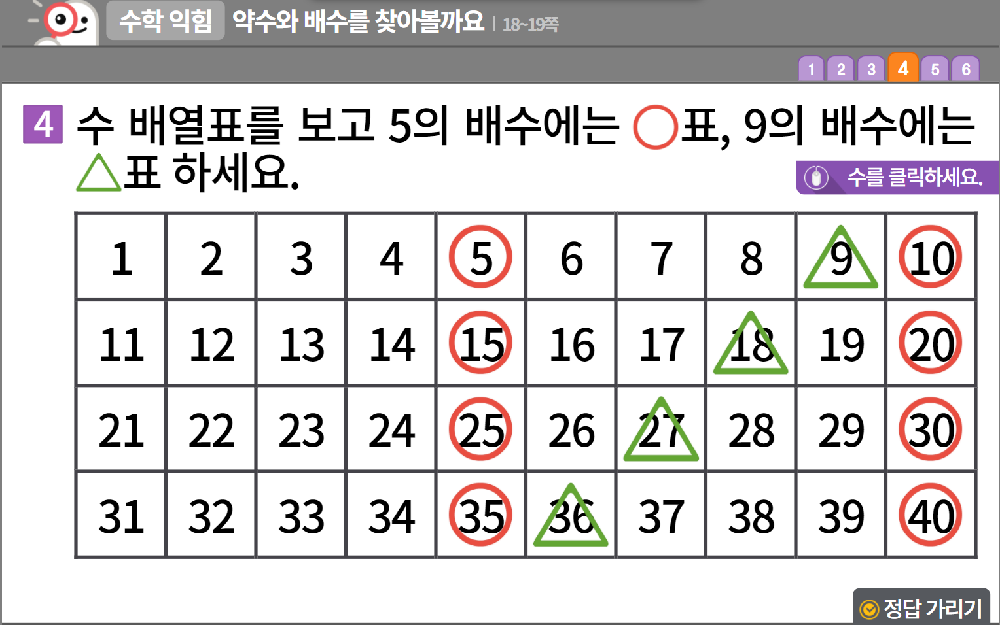 수학 익힘 약수와 배수를 찾아볼까요 | 18~19쪽
1 2 3 4 5 6
4 수 배열표를 보고 5의 배수에는 ○표, 9의 배수에는
△표 하세요.
수를 클릭하세요.
1 2 3 4 5 6 7 8 9 10
11 12 13 14 15 16 17 18 19 20
21 22 23 24 25 26 27 28 29 30
31 32 33 34 35 36 37 38 39 40
정답 가리기